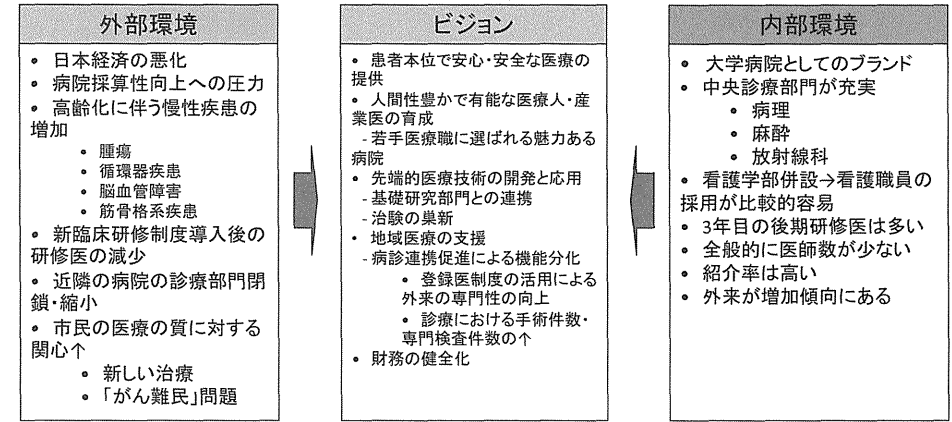 外部環境
• 日本経済の悪化
• 病院採算性向上への圧力
• 高齢化に伴う慢性疾患の
増加
• 腫瘍
• 循環器疾患
• 脳血管障害
• 筋骨格系疾患
• 新臨床研修制度導入後の
研修医の減少
• 近隣の病院の診療部門閉
鎖・縮小
• 市民の医療の質に対する
関心↑
• 新しい治療
• 「がん難民」問題
ビジョン
• 患者本位で安心・安全な医療の
提供
• 人間性豊かで有能な医療人・産
業医の育成
- 若手医療職に選ばれる魅力ある
病院
• 先端的医療技術の開発と応用
- 基礎研究部門との連携
- 治験の巣新
• 地域医療の支援
- 病診連携促進による機能分化
• 登録医制度の活用による
外来の専門性の向上
• 診療における手術件数・
専門検査件数の↑
• 財務の健全化
内部環境
• 大学病院としてのブランド
• 中央診療部門が充実
• 病理
• 麻酔
• 放射線科
• 看護学部併設→看護職員の
採用が比較的容易
• 3年目の後期研修医は多い
• 全般的に医師数が少ない
• 紹介率は高い
• 外来が増加傾向にある